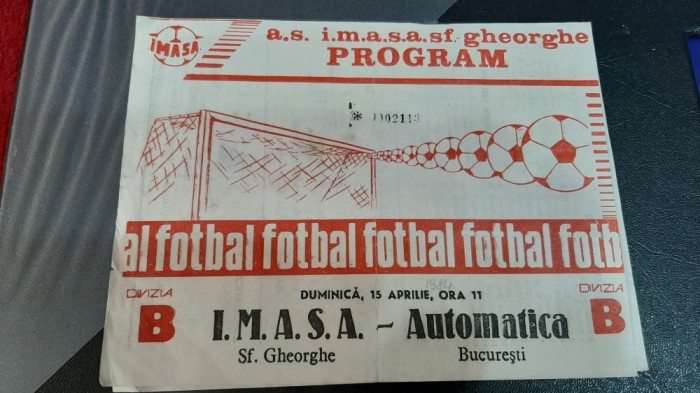 IMASA
a.s. i.m.a.s.a. sf. gheorghe
PROGRAM
* 0002113
al fotbal fotbal fotbal fotbal fotb
DIVIZIA
B
DUMINICĂ, 15 APRILIE, ORA 11
I.M.A.S.A. - Automatica
Sf. Gheorghe București
DIVIZIA
B